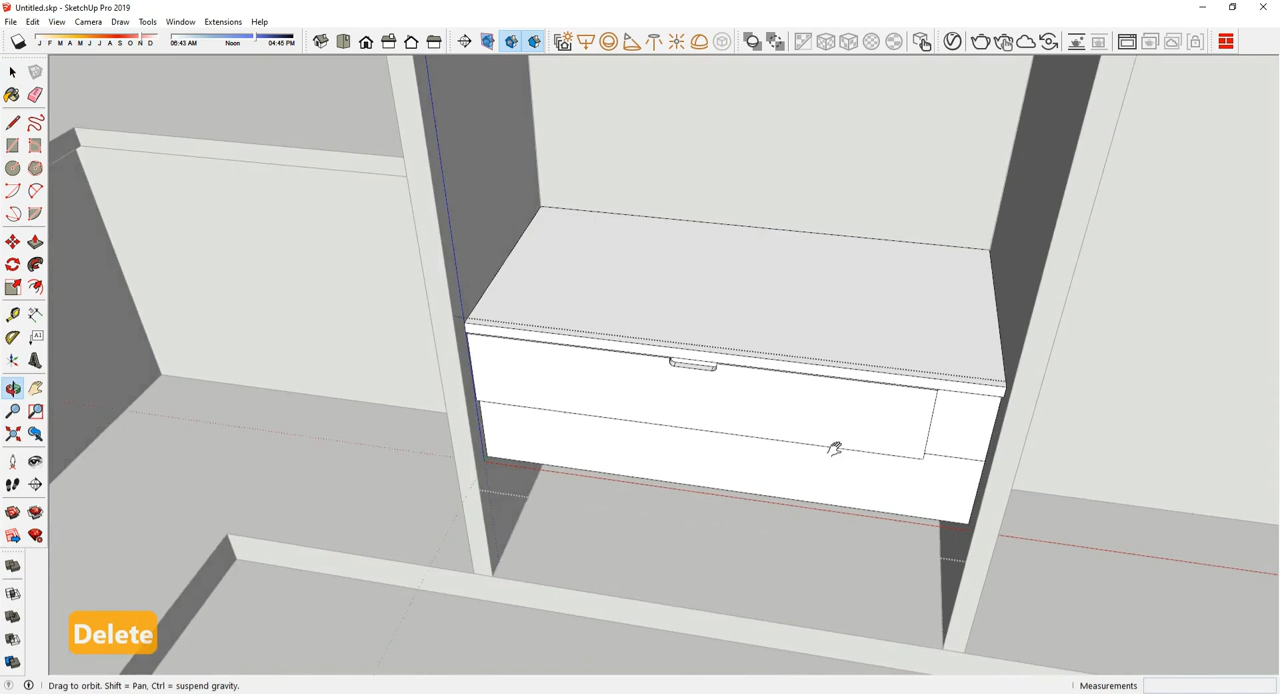 Untitled.skp - SketchUp Pro 2019
File Edit View Camera Draw Tools Window Extensions Help
J F M A M J J A S O N D 06:43 AM Noon 04:45 PM
A1
Delete
Drag to orbit. Shift = Pan, Ctrl = suspend gravity.
Measurements